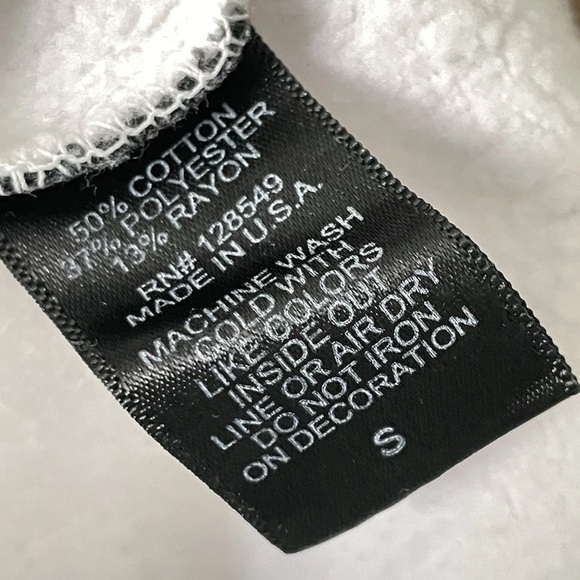 50% COTTON
37% POLYESTER
13% RAYON
RN# 128549
MADE IN U.S.A.
MACHINE WASH
COLD WITH
LIKE COLORS
INSIDE OUT
LINE OR AIR DRY
DO NOT IRON
ON DECORATION
S